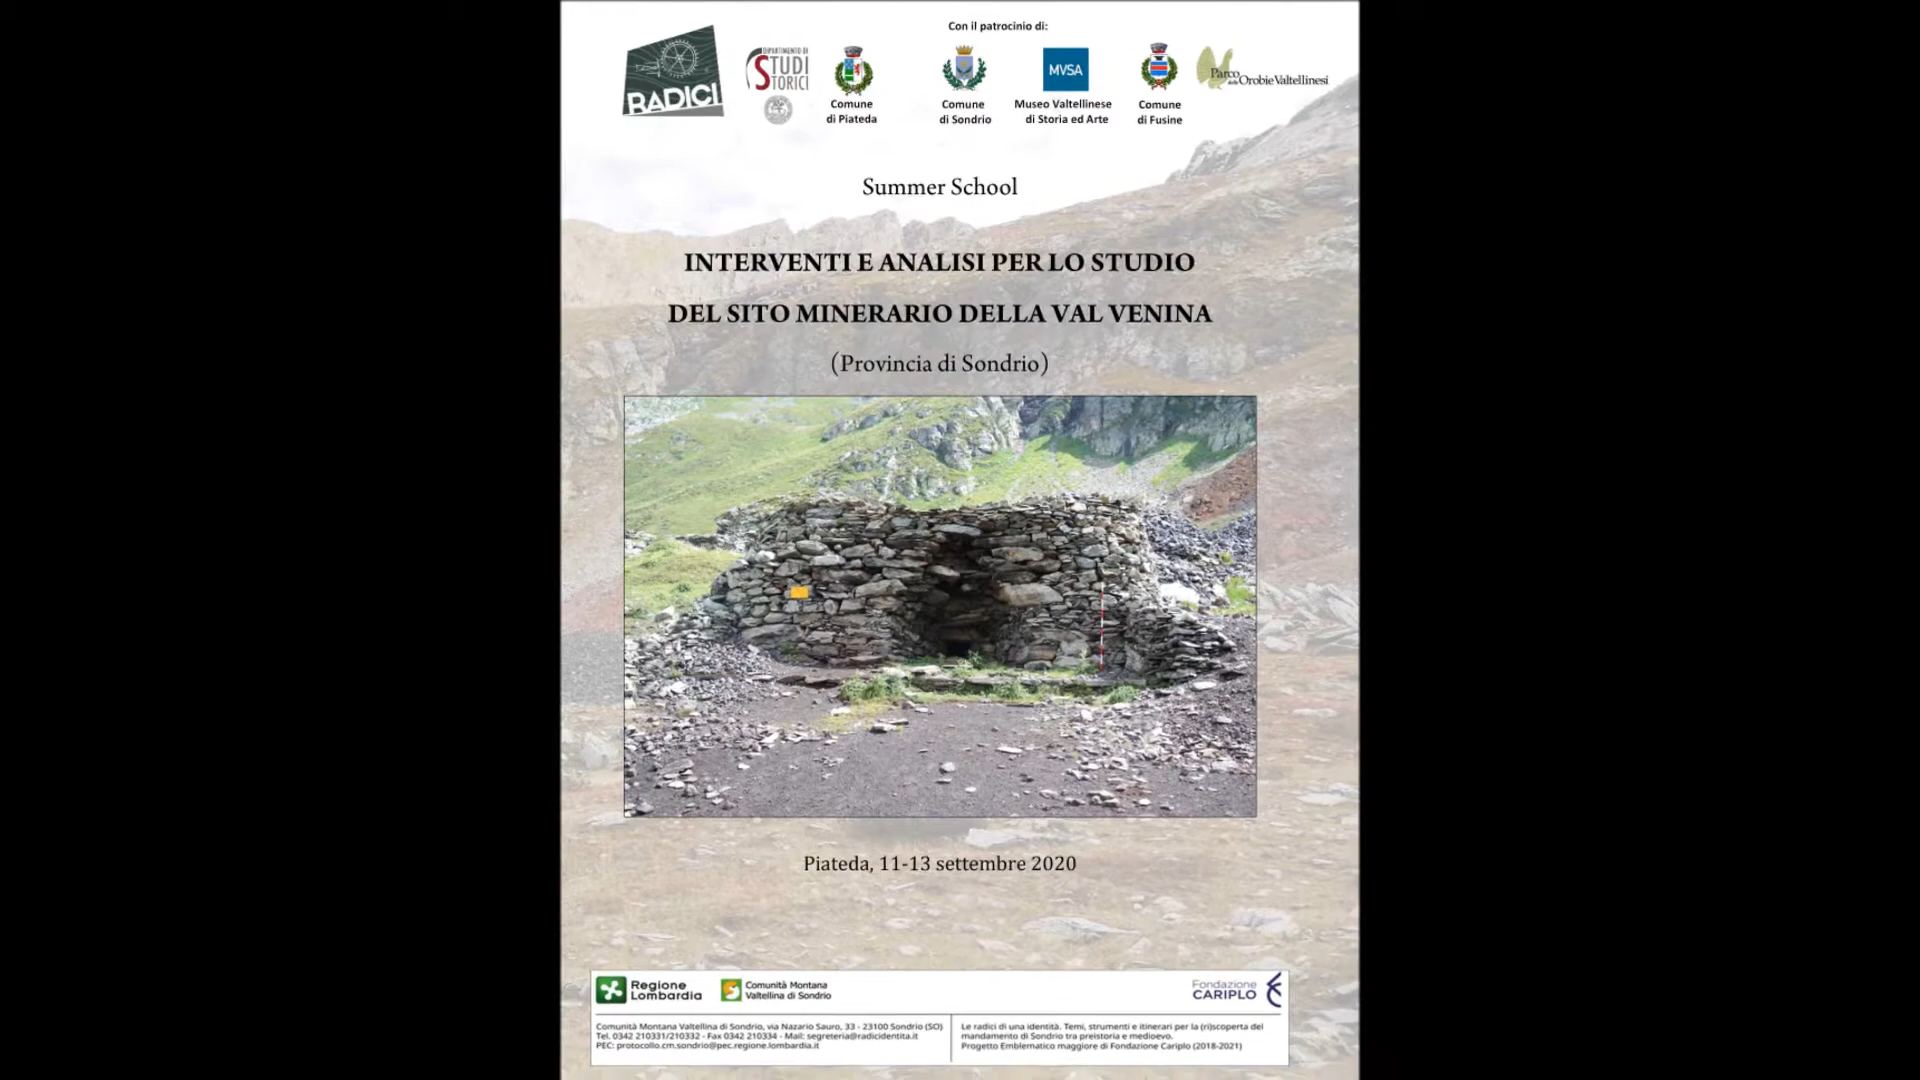 Con il patrocinio di:
RADICI
DIPARTIMENTO DI
STUDI
STORICI
MVSA
Parco delle Orobie Valtellinesi
Comune
di Piateda
Comune
di Sondrio
Museo Valtellinese
di Storia ed Arte
Comune
di Fusine
Summer School
INTERVENTI E ANALISI PER LO STUDIO
DEL SITO MINERARIO DELLA VAL VENINA
(Provincia di Sondrio)
Piateda, 11-13 settembre 2020
Regione
Lombardia
Comunità Montana
Valtellina di Sondrio
Fondazione
CARIPLO
Comunità Montana Valtellina di Sondrio, via Nazario Sauro, 33 - 23100 Sondrio (SO)
Tel. 0342 210331/210332 - Fax 0342 210334 - Mail: segreteria@radicidentita.it
PEC: protocollo.cm.sondrio@pec.regione.lombardia.it
Le radici di una identità. Temi, strumenti e itinerari per la (ri)scoperta del
mandamento di Sondrio tra preistoria e medioevo.
Progetto Emblematico maggiore di Fondazione Cariplo (2018-2021)